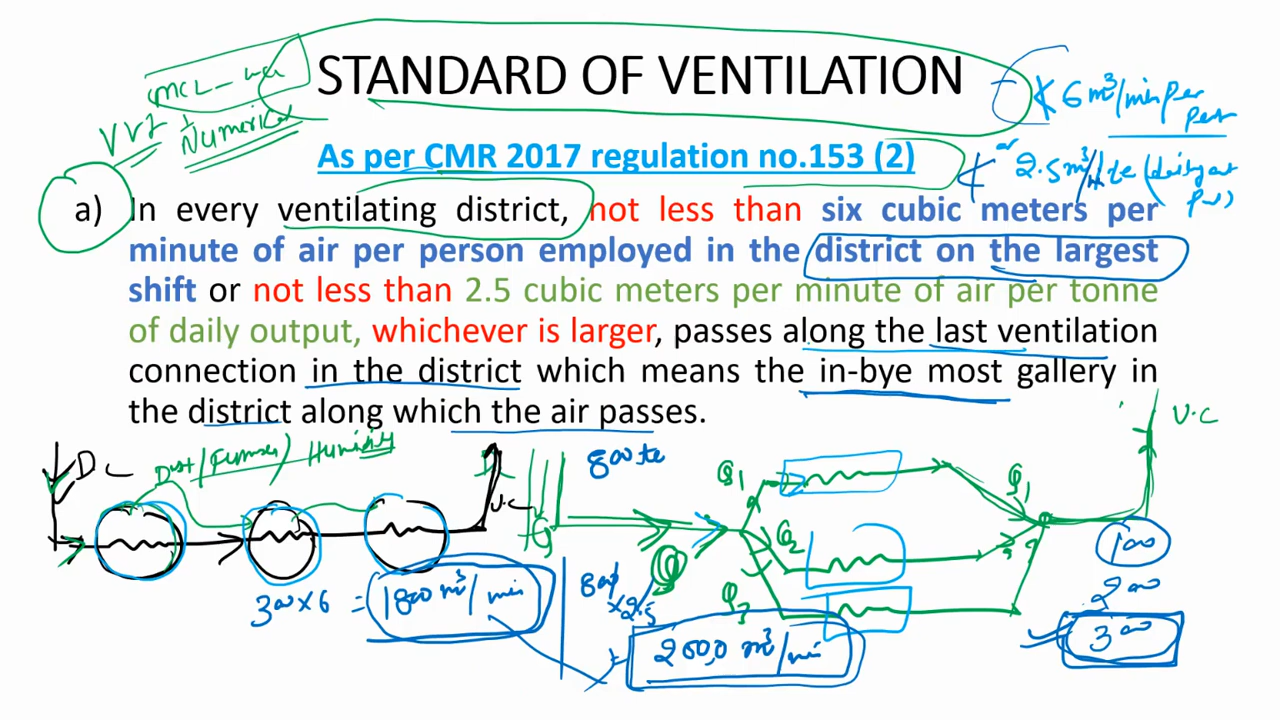 STANDARD OF VENTILATION
MCL_
VVI
+
Numerical
≮ 6 m³/min per
As per CMR 2017 regulation no.153 (2)
or
≮ 2.5 m³/ te (daily
a) In every ventilating district, not less than six cubic meters per
minute of air per person employed in the district on the largest
shift or not less than 2.5 cubic meters per minute of air per tonne
of daily output, whichever is larger, passes along the last ventilation
connection in the district which means the in-bye most gallery in
the district along which the air passes.
D C
Dust/ Humidity
U.C
800 te
Q1
Q2
Q3
Q
Q1
U.C
100
200
300
300 x 6 = 1800 m³/min
x 2.5
m³/min